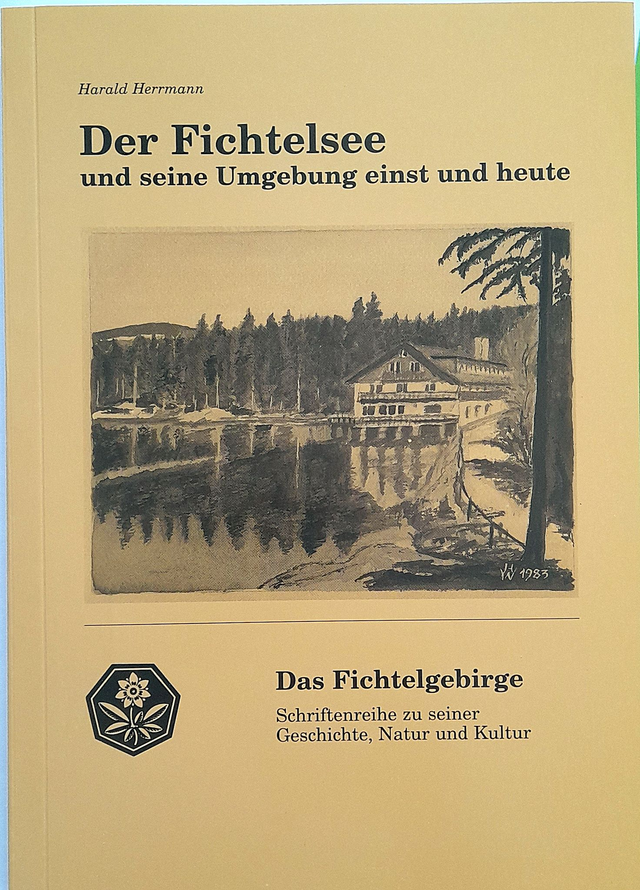 Harald Herrmann
Der Fichtelsee
und seine Umgebung einst und heute
1983
Das Fichtelgebirge
Schriftenreihe zu seiner
Geschichte, Natur und Kultur